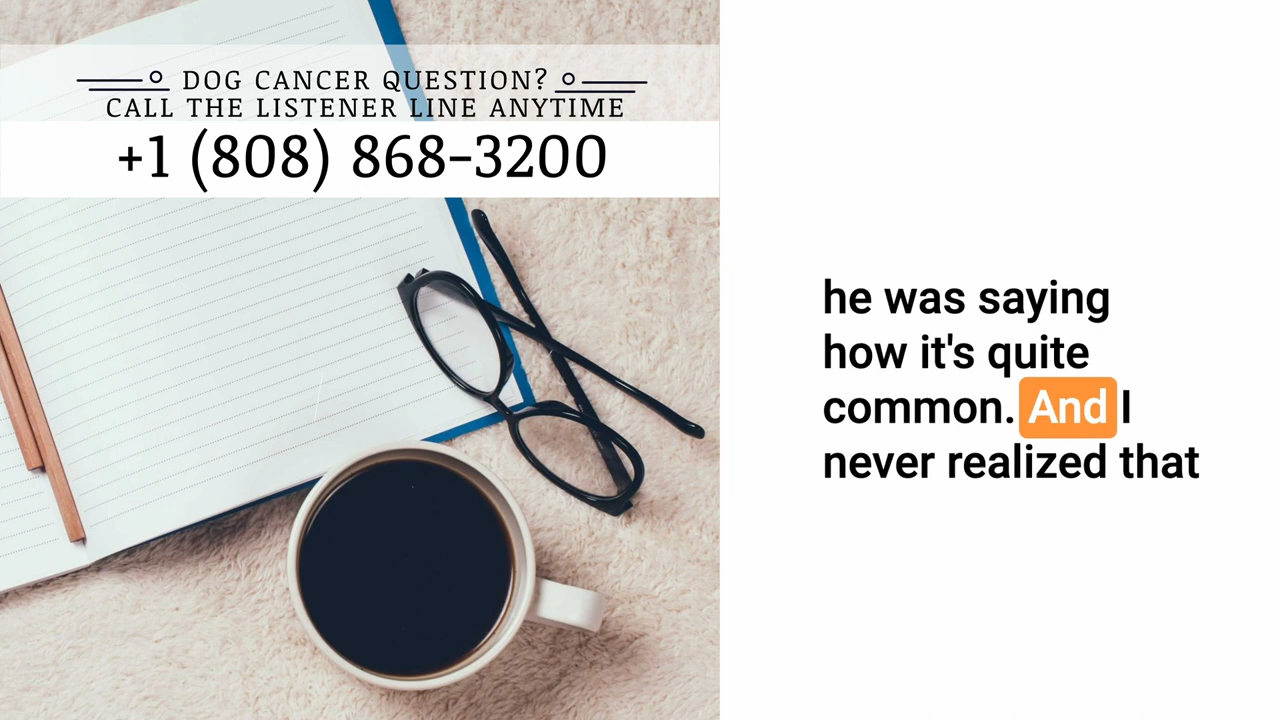 DOG CANCER QUESTION?
CALL THE LISTENER LINE ANYTIME
+1 (808) 868-3200
he was saying
how it's quite
common. And I
never realized that